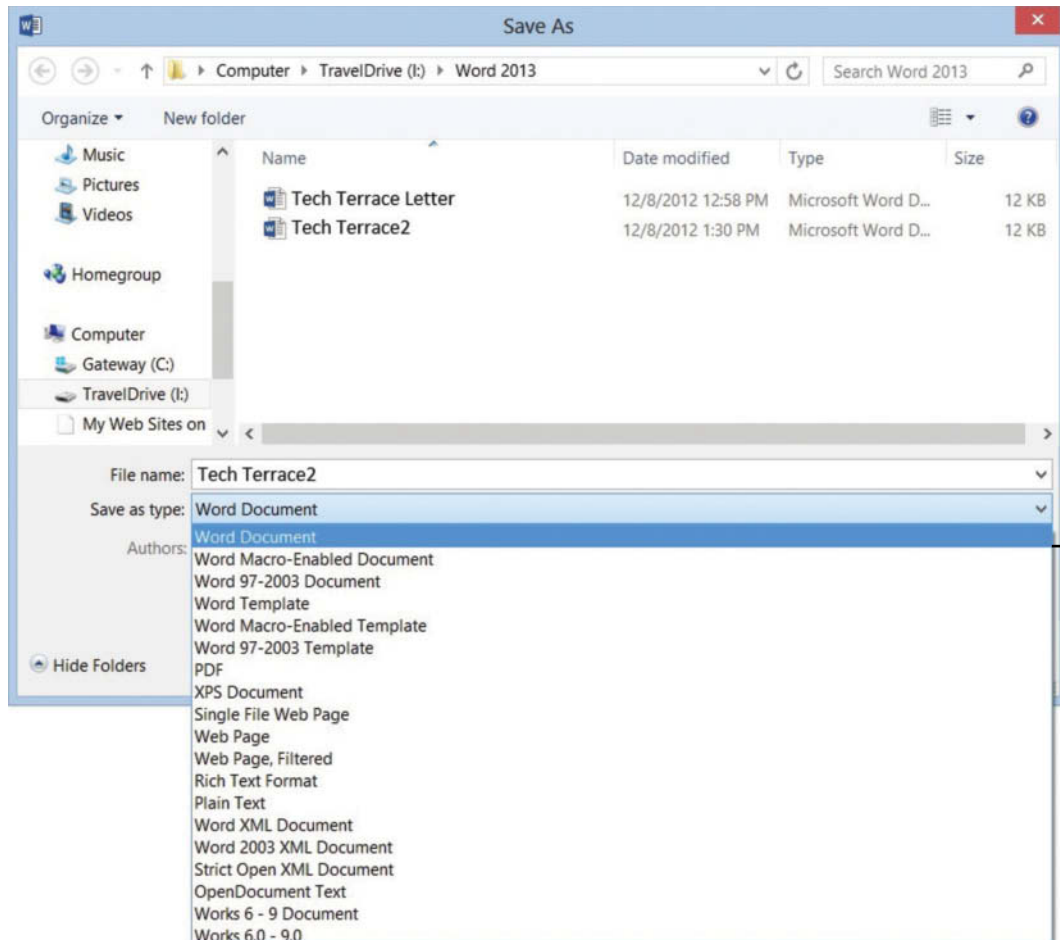 Save As
Computer ▸ TravelDrive (I:) ▸ Word 2013
Search Word 2013
Organize
New folder
Music
Pictures
Videos
Homegroup
Computer
Gateway (C:)
TravelDrive (I:)
My Web Sites on
Name Date modified Type Size
Tech Terrace Letter 12/8/2012 12:58 PM Microsoft Word D... 12 KB
Tech Terrace2 12/8/2012 1:30 PM Microsoft Word D... 12 KB
File name: Tech Terrace2
Save as type: Word Document
Authors:
Word Document
Word Macro-Enabled Document
Word 97-2003 Document
Word Template
Word Macro-Enabled Template
Word 97-2003 Template
PDF
XPS Document
Single File Web Page
Web Page
Web Page, Filtered
Rich Text Format
Plain Text
Word XML Document
Word 2003 XML Document
Strict Open XML Document
OpenDocument Text
Works 6 - 9 Document
Works 6.0 - 9.0
Hide Folders